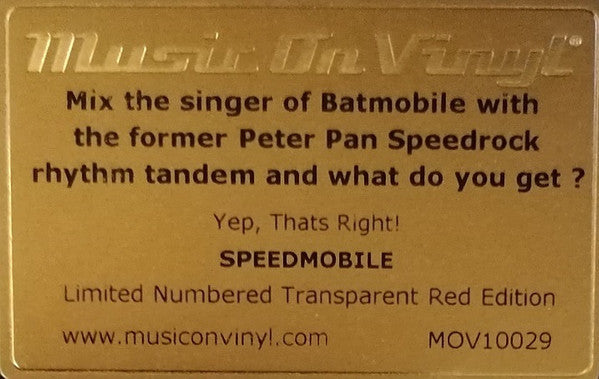 Music On Vinyl®
Mix the singer of Batmobile with
the former Peter Pan Speedrock
rhythm tandem and what do you get ?
Yep, Thats Right!
SPEEDMOBILE
Limited Numbered Transparent Red Edition
www.musiconvinyl.com MOV10029